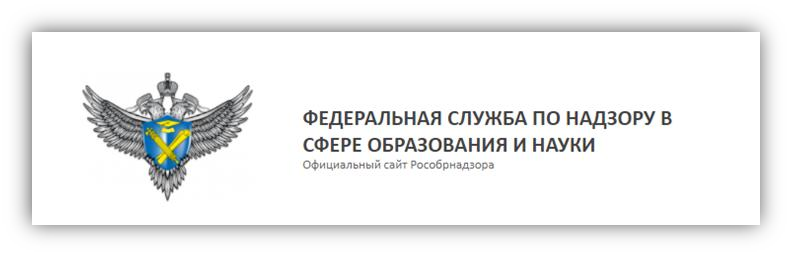 ФЕДЕРАЛЬНАЯ СЛУЖБА ПО НАДЗОРУ В
СФЕРЕ ОБРАЗОВАНИЯ И НАУКИ
Официальный сайт Рособрнадзора